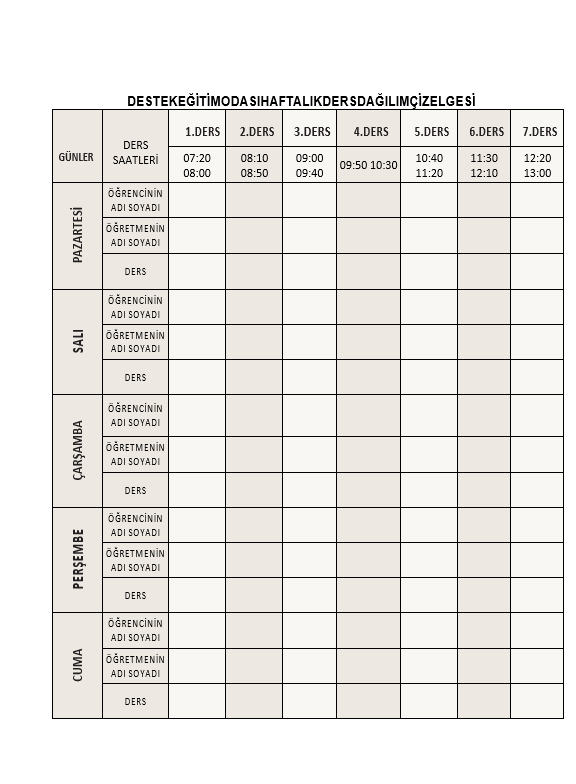 DESTEKEĞİTİMODASIHAFTALIKDERSDAĞILIMÇİZELGESİ
GÜNLER
DERS
SAATLERİ
1.DERS 2.DERS 3.DERS 4.DERS 5.DERS 6.DERS 7.DERS
07:20 08:10 09:00 09:50 10:30 10:40 11:30 12:20
08:00 08:50 09:40 11:20 12:10 13:00
PAZARTESİ
ÖĞRENCİNİN
ADI SOYADI
ÖĞRETMENİN
ADI SOYADI
DERS
SALI
ÖĞRENCİNİN
ADI SOYADI
ÖĞRETMENİN
ADI SOYADI
DERS
ÇARŞAMBA
ÖĞRENCİNİN
ADI SOYADI
ÖĞRETMENİN
ADI SOYADI
DERS
PERŞEMBE
ÖĞRENCİNİN
ADI SOYADI
ÖĞRETMENİN
ADI SOYADI
DERS
CUMA
ÖĞRENCİNİN
ADI SOYADI
ÖĞRETMENİN
ADI SOYADI
DERS